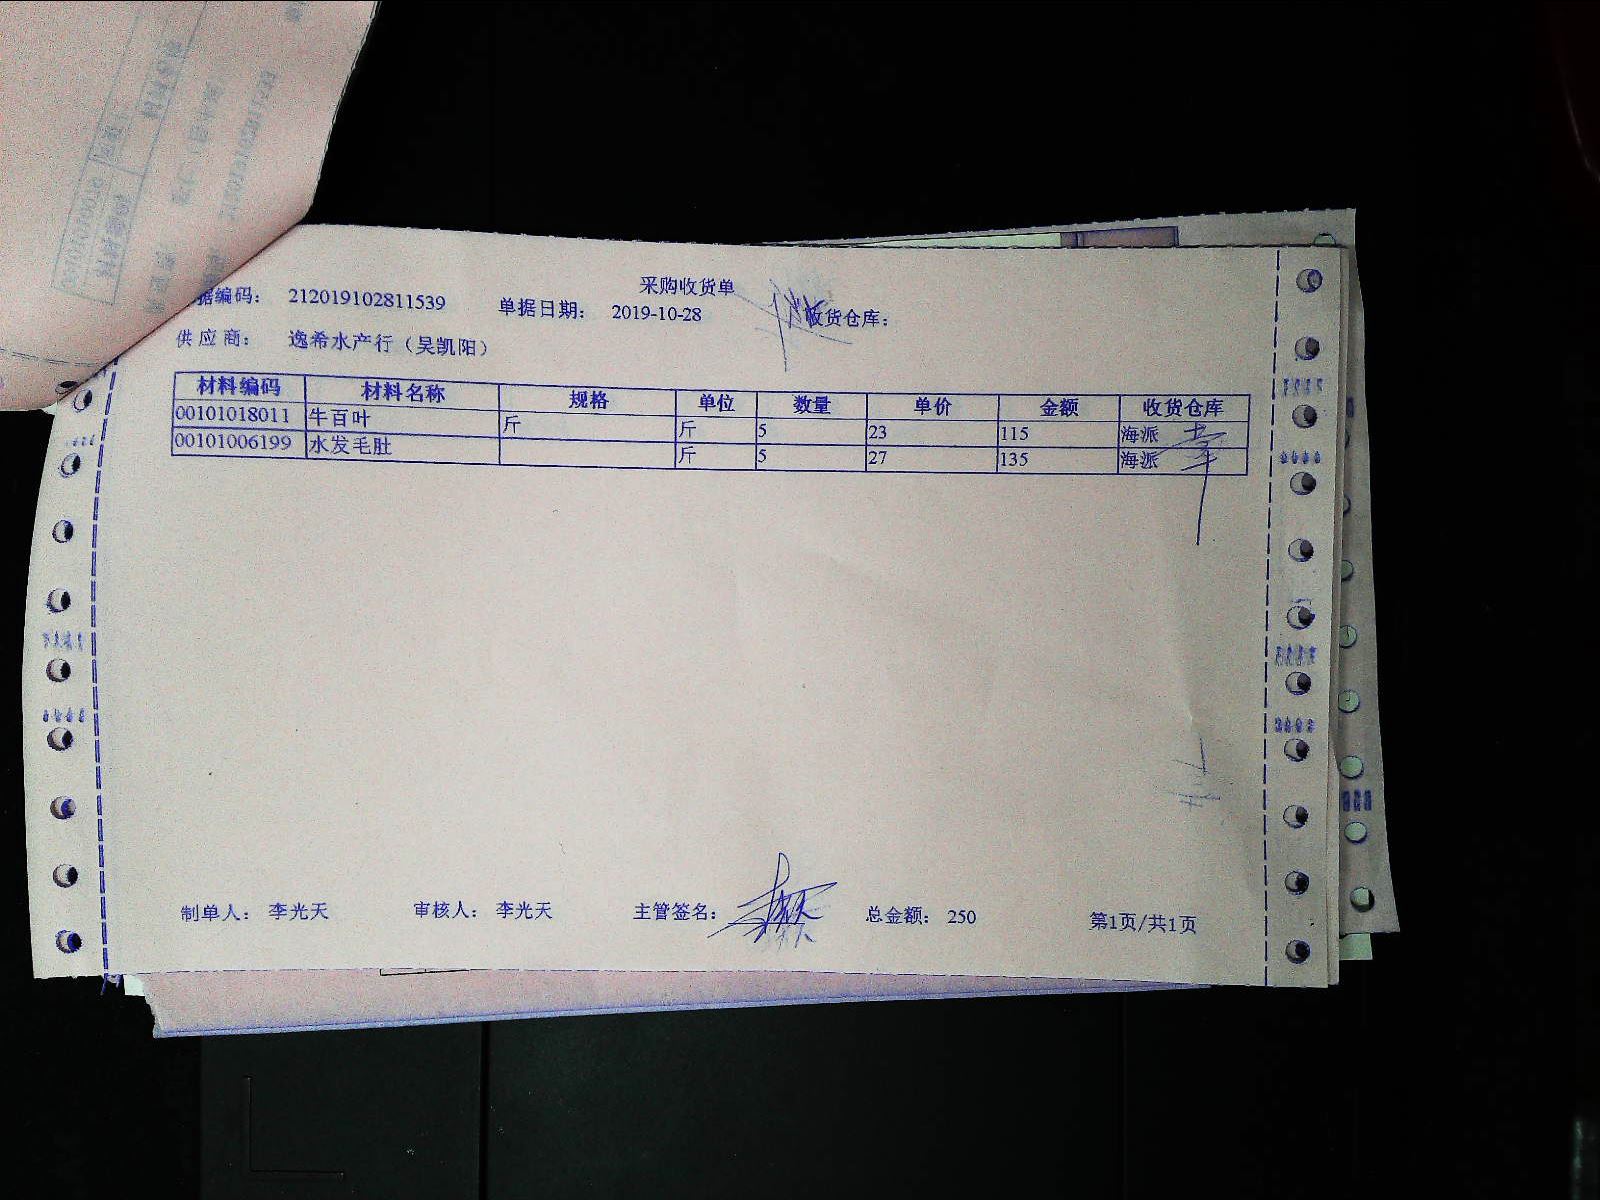 采购收货单
据编码： 212019102811539 单据日期： 2019-10-28 收货仓库：
供应商： 逸希水产行（吴凯阳）
材料编码 材料名称 规格 单位 数量 单价 金额 收货仓库
00101018011 牛百叶 斤 斤 5 23 115 海派
00101006199 水发毛肚 斤 5 27 135 海派
制单人： 李光天 审核人： 李光天 主管签名： 总金额： 250 第1页/共1页